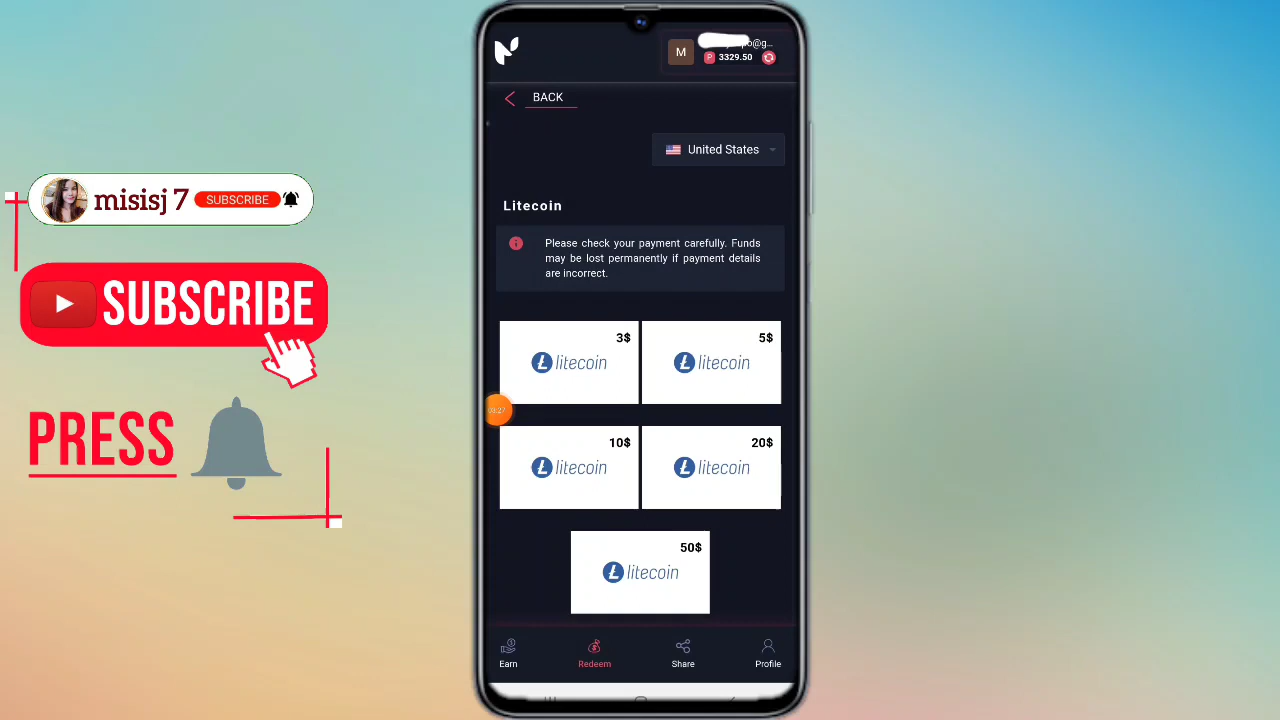 misisj 7
SUBSCRIBE
SUBSCRIBE
PRESS
M
o@g...
P 3329.50
BACK
United States
Litecoin
Please check your payment carefully. Funds
may be lost permanently if payment details
are incorrect.
3$
litecoin
5$
litecoin
03:27
10$
litecoin
20$
litecoin
50$
litecoin
Earn
Redeem
Share
Profile